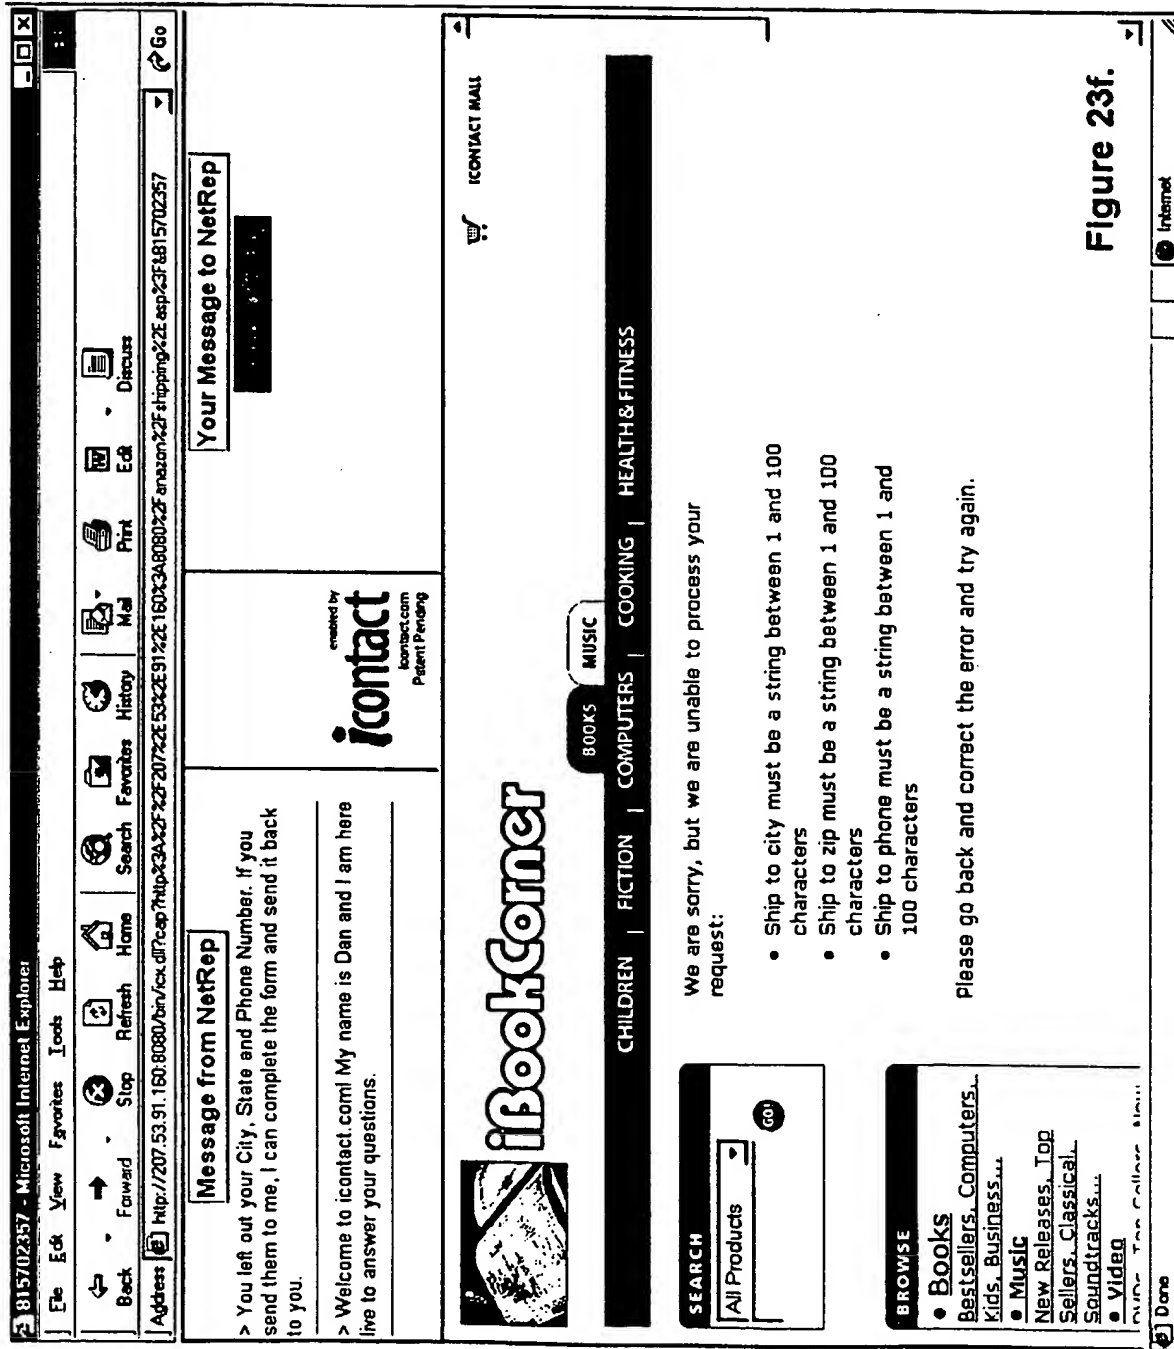 815702357 - Microsoft Internet Explorer
File Edit View Favorites Tools Help
Back Forward Stop Refresh Home Search Favorites History Mail Print Edit Discuss
Address http://207.53.91.160:8080/bin/icx.dll?cap?http%3A%2F%2F207%2E53%2E91%2E160%3A8080%2Fanazon%2Fshipping%2Easp%3F&815702357 Go
Message from NetRep
> You left out your City, State and Phone Number. If you
send them to me, I can complete the form and send it back
to you.
> Welcome to icontact.com! My name is Dan and I am here
live to answer your questions.
enabled by
icontact
icontact.com
Patent Pending
Your Message to NetRep
iBookCorner
ICONTACT MALL
BOOKS MUSIC
CHILDREN | FICTION | COMPUTERS | COOKING | HEALTH & FITNESS
SEARCH
All Products
GO!
BROWSE
• Books
Bestsellers, Computers,
Kids, Business...
• Music
New Releases, Top
Sellers, Classical,
Soundtracks...
• Video
We are sorry, but we are unable to process your
request:
• Ship to city must be a string between 1 and 100
characters
• Ship to zip must be a string between 1 and 100
characters
• Ship to phone must be a string between 1 and
100 characters
Please go back and correct the error and try again.
Figure 23f.
Done
Internet